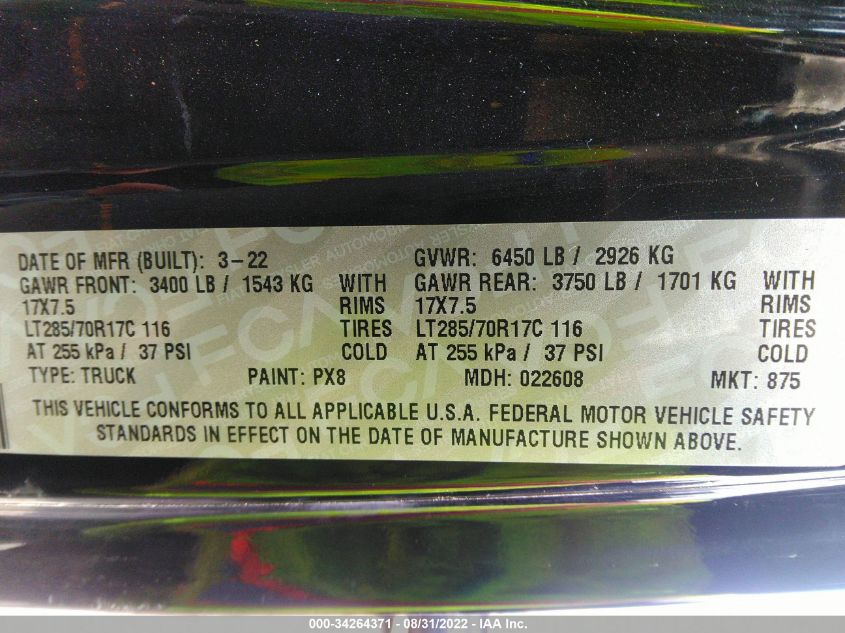 DATE OF MFR (BUILT): 3-22 GVWR: 6450 LB / 2926 KG
GAWR FRONT: 3400 LB / 1543 KG WITH GAWR REAR: 3750 LB / 1701 KG WITH
17X7.5 RIMS 17X7.5 RIMS
LT285/70R17C 116 TIRES LT285/70R17C 116 TIRES
AT 255 kPa / 37 PSI COLD AT 255 kPa / 37 PSI COLD
TYPE: TRUCK PAINT: PX8 MDH: 022608 MKT: 875
THIS VEHICLE CONFORMS TO ALL APPLICABLE U.S.A. FEDERAL MOTOR VEHICLE SAFETY
STANDARDS IN EFFECT ON THE DATE OF MANUFACTURE SHOWN ABOVE.
000-34264371 - 08/31/2022 - IAA Inc.